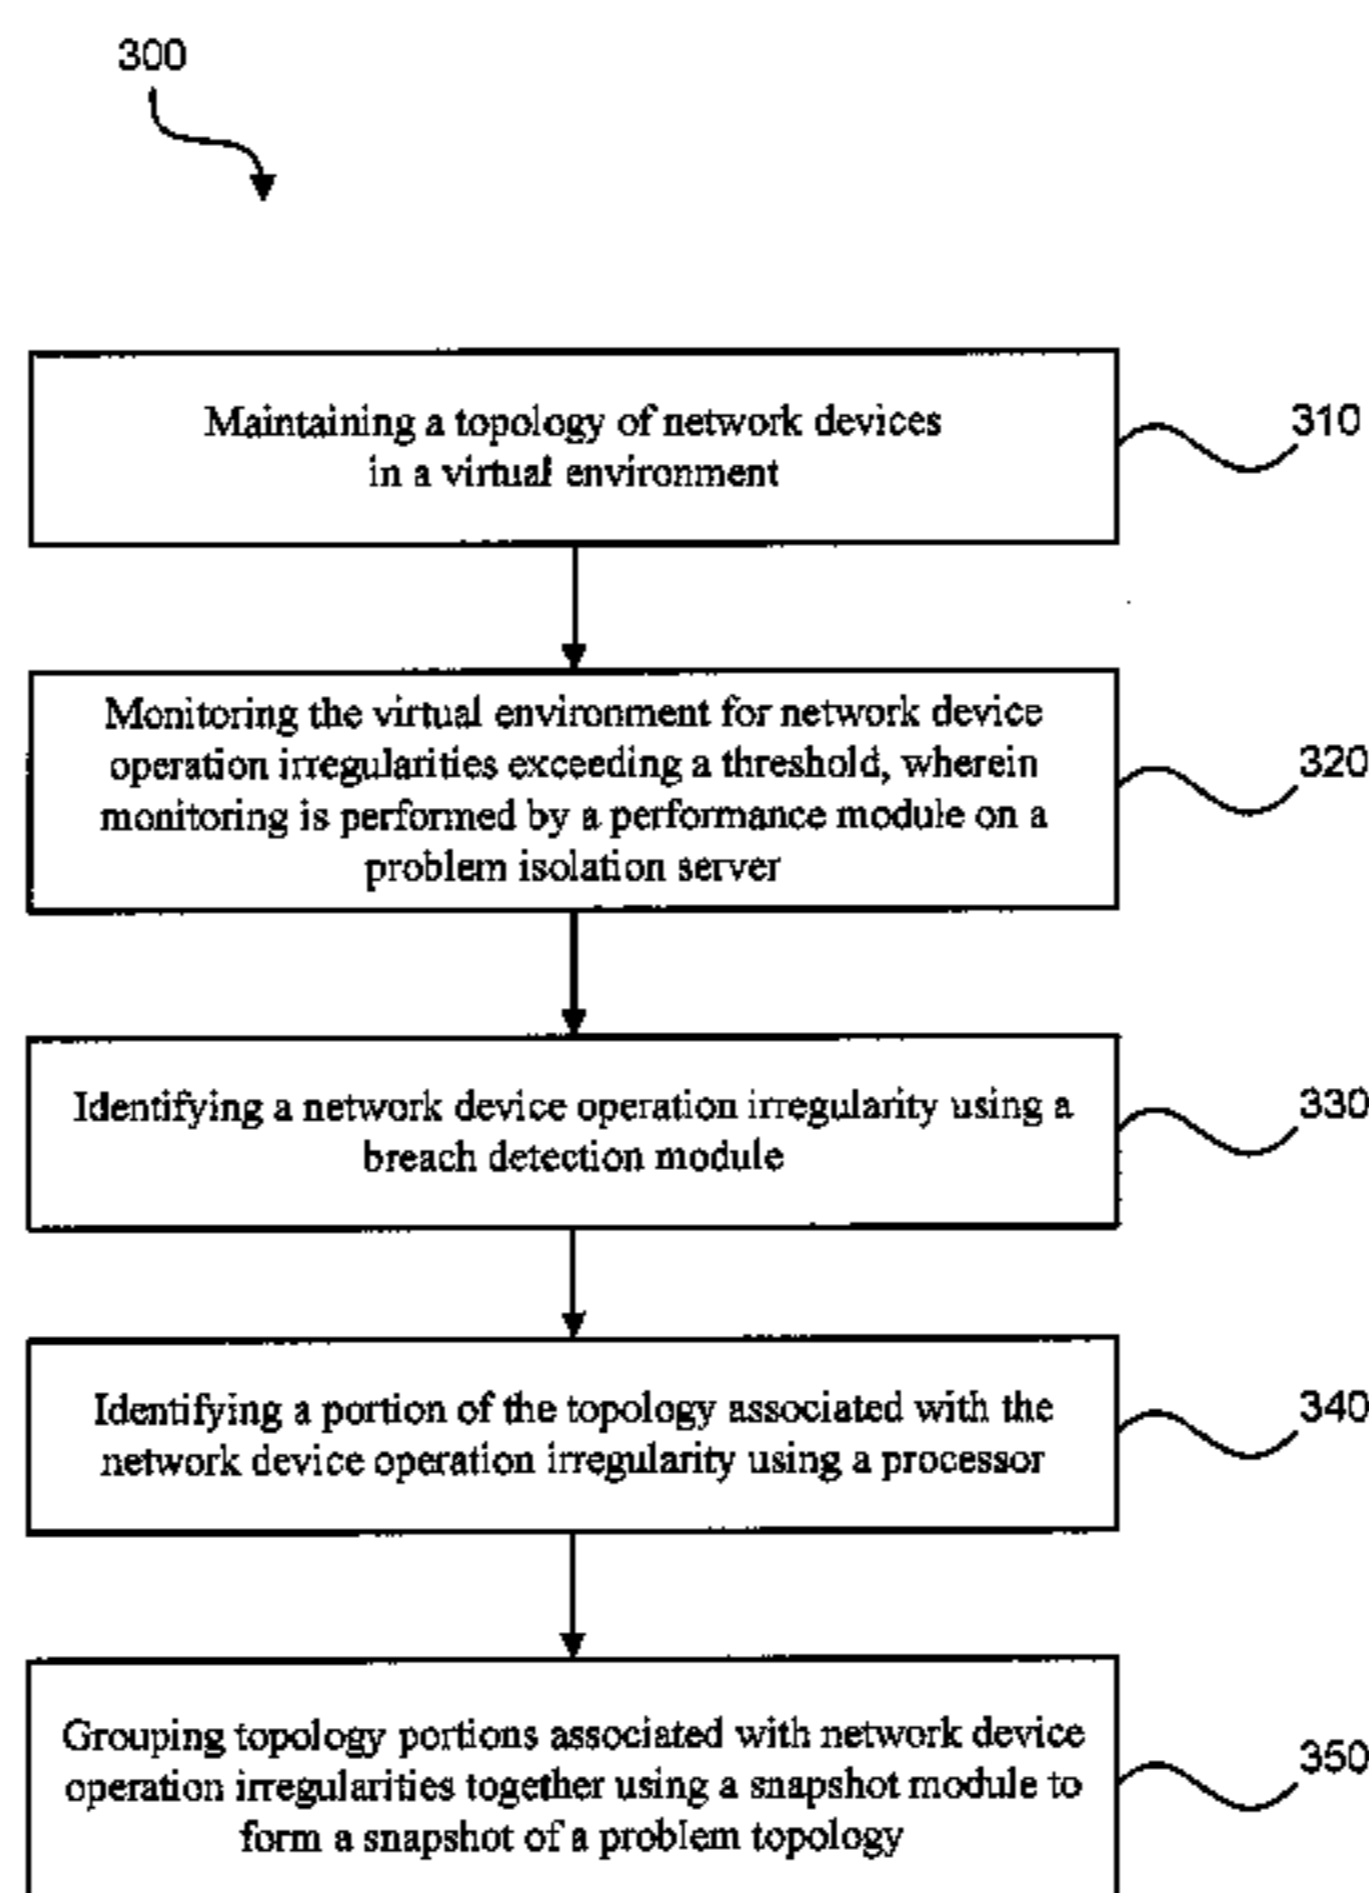 300
Maintaining a topology of network devices
in a virtual environment
310
Monitoring the virtual environment for network device
operation irregularities exceeding a threshold, wherein
monitoring is performed by a performance module on a
problem isolation server
320
Identifying a network device operation irregularity using a
breach detection module
330
Identifying a portion of the topology associated with the
network device operation irregularity using a processor
340
Grouping topology portions associated with network device
operation irregularities together using a snapshot module to
form a snapshot of a problem topology
350